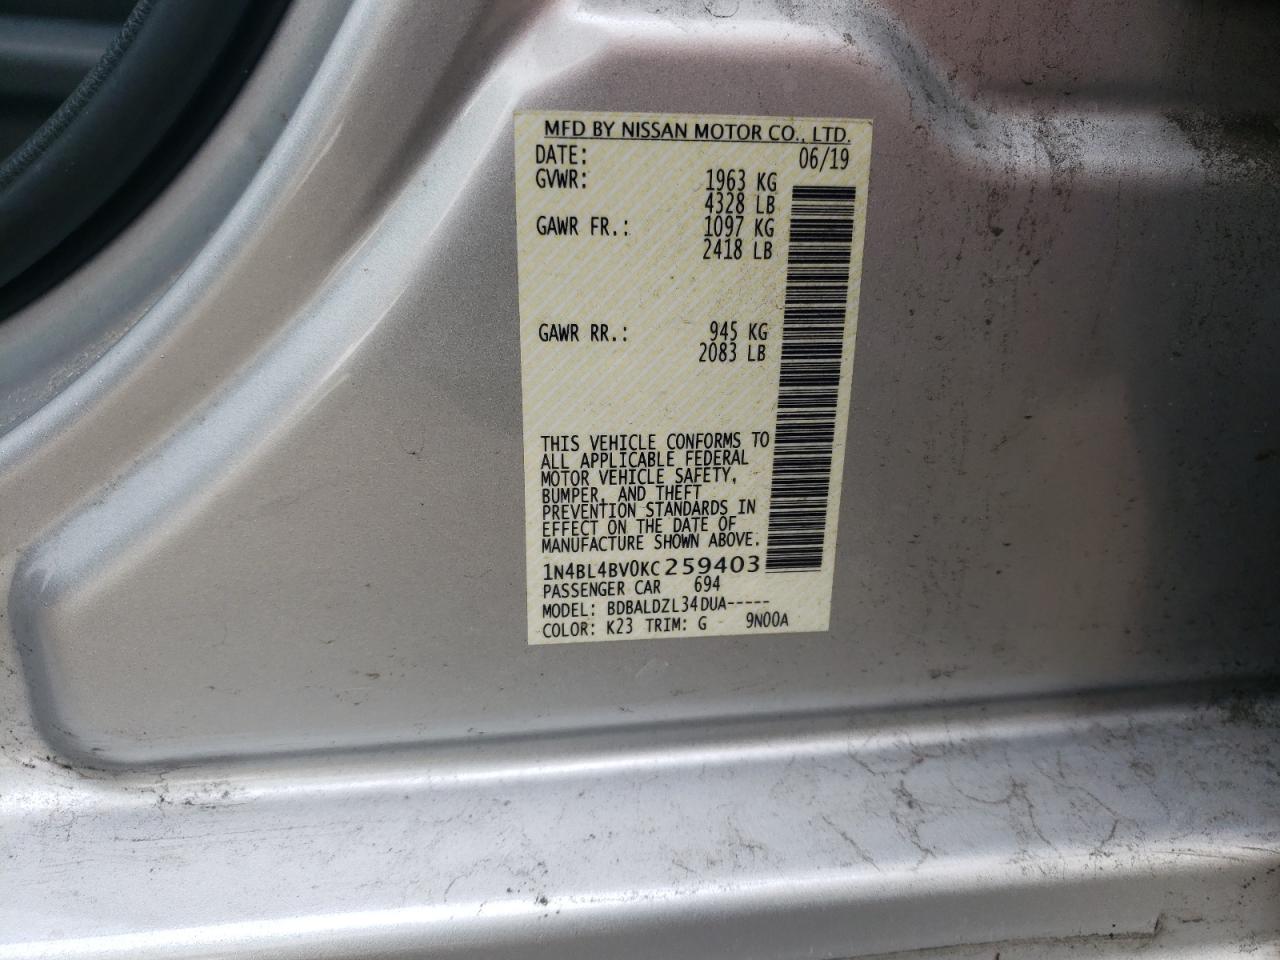 MFD BY NISSAN MOTOR CO., LTD.
DATE: 06/19
GVWR: 1963 KG
4328 LB
GAWR FR.: 1097 KG
2418 LB
GAWR RR.: 945 KG
2083 LB
THIS VEHICLE CONFORMS TO
ALL APPLICABLE FEDERAL
MOTOR VEHICLE SAFETY,
BUMPER, AND THEFT
PREVENTION STANDARDS IN
EFFECT ON THE DATE OF
MANUFACTURE SHOWN ABOVE.
1N4BL4BV0KC259403
PASSENGER CAR 694
MODEL: BDBALDZL34DUA-----
COLOR: K23 TRIM: G 9N00A